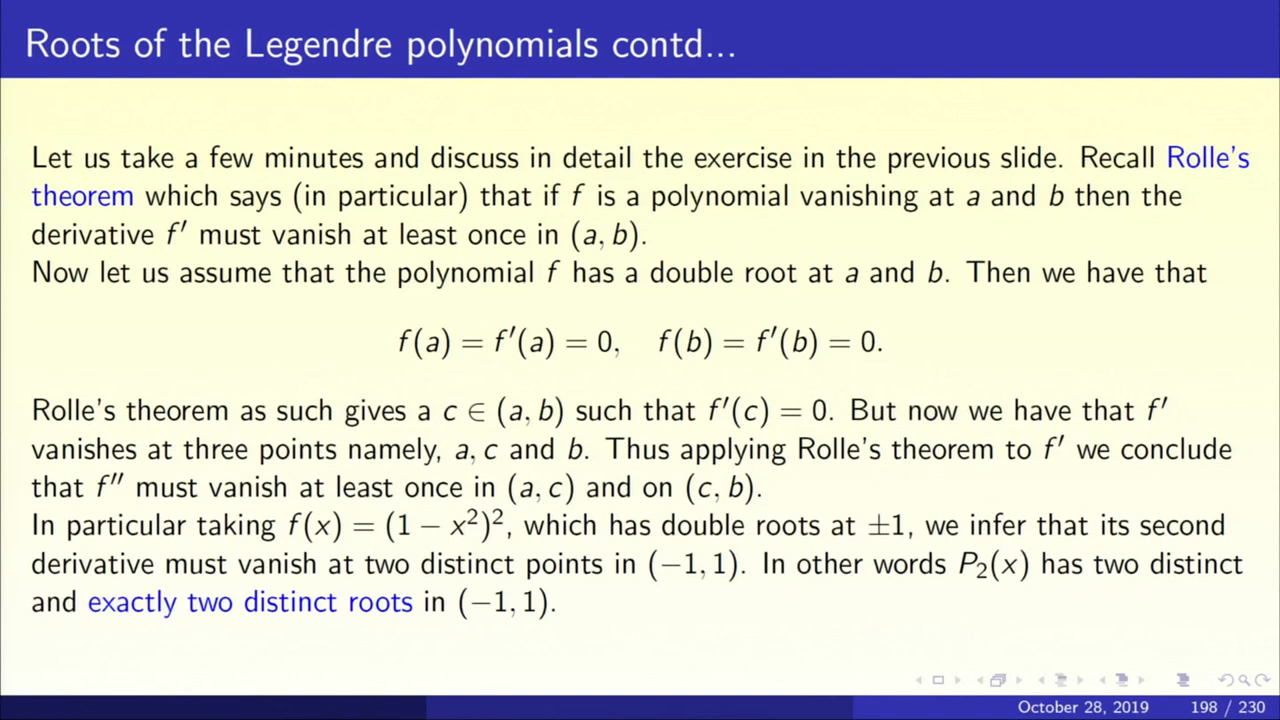 Roots of the Legendre polynomials contd...
Let us take a few minutes and discuss in detail the exercise in the previous slide. Recall Rolle's
theorem which says (in particular) that if f is a polynomial vanishing at a and b then the
derivative f′ must vanish at least once in (a, b).
Now let us assume that the polynomial f has a double root at a and b. Then we have that
f(a) = f′(a) = 0, f(b) = f′(b) = 0.
Rolle's theorem as such gives a c ∈ (a, b) such that f′(c) = 0. But now we have that f′
vanishes at three points namely, a, c and b. Thus applying Rolle's theorem to f′ we conclude
that f″ must vanish at least once in (a, c) and on (c, b).
In particular taking f(x) = (1 − x²)², which has double roots at ±1, we infer that its second
derivative must vanish at two distinct points in (−1, 1). In other words P₂(x) has two distinct
and exactly two distinct roots in (−1, 1).
October 28, 2019 198 / 230